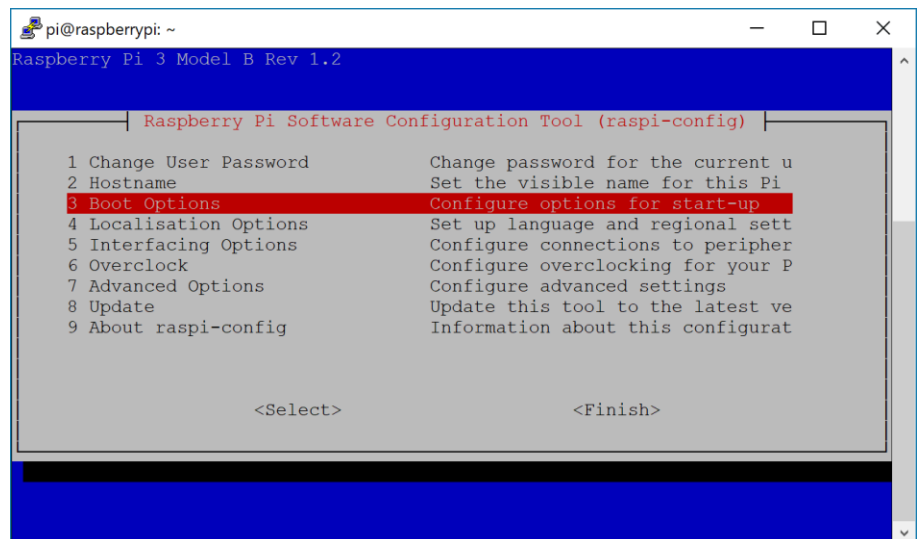 pi@raspberrypi: ~
Raspberry Pi 3 Model B Rev 1.2
Raspberry Pi Software Configuration Tool (raspi-config)
1 Change User Password Change password for the current u
2 Hostname Set the visible name for this Pi
3 Boot Options Configure options for start-up
4 Localisation Options Set up language and regional sett
5 Interfacing Options Configure connections to peripher
6 Overclock Configure overclocking for your P
7 Advanced Options Configure advanced settings
8 Update Update this tool to the latest ve
9 About raspi-config Information about this configurat
<Select> <Finish>